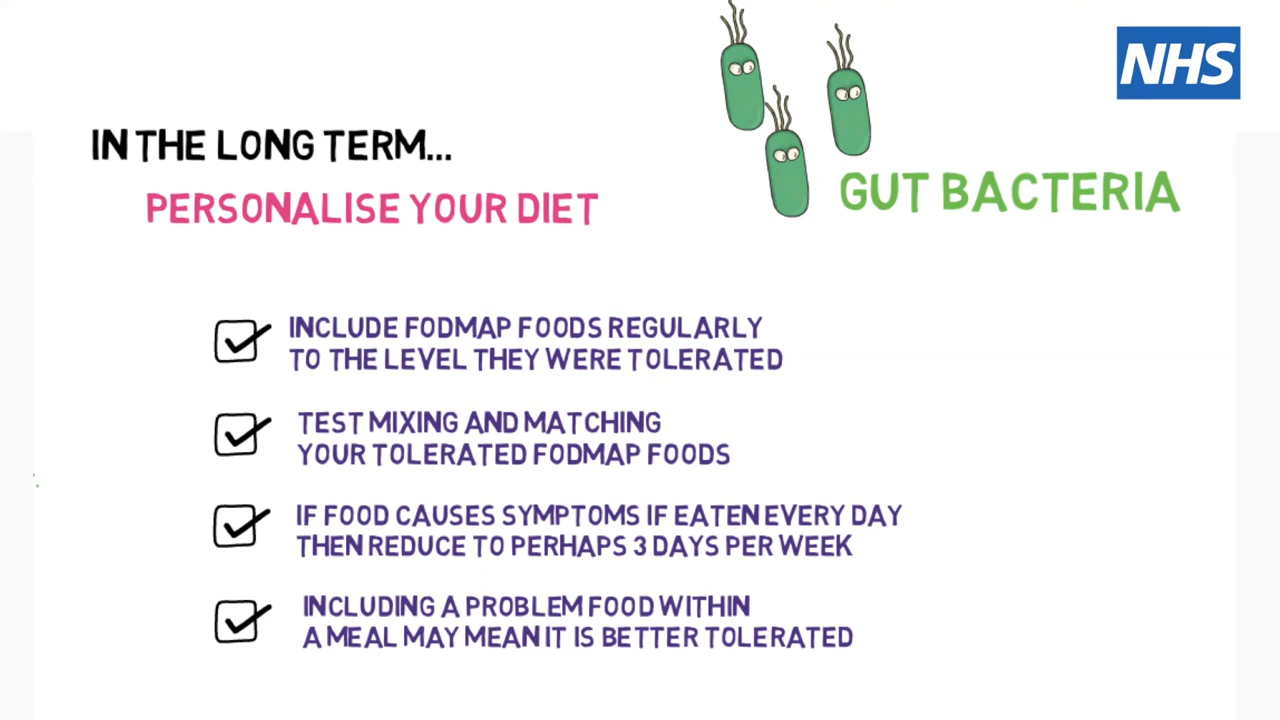 NHS
IN THE LONG TERM...
PERSONALISE YOUR DIET
GUT BACTERIA
INCLUDE FODMAP FOODS REGULARLY
TO THE LEVEL THEY WERE TOLERATED
TEST MIXING AND MATCHING
YOUR TOLERATED FODMAP FOODS
IF FOOD CAUSES SYMPTOMS IF EATEN EVERY DAY
THEN REDUCE TO PERHAPS 3 DAYS PER WEEK
INCLUDING A PROBLEM FOOD WITHIN
A MEAL MAY MEAN IT IS BETTER TOLERATED